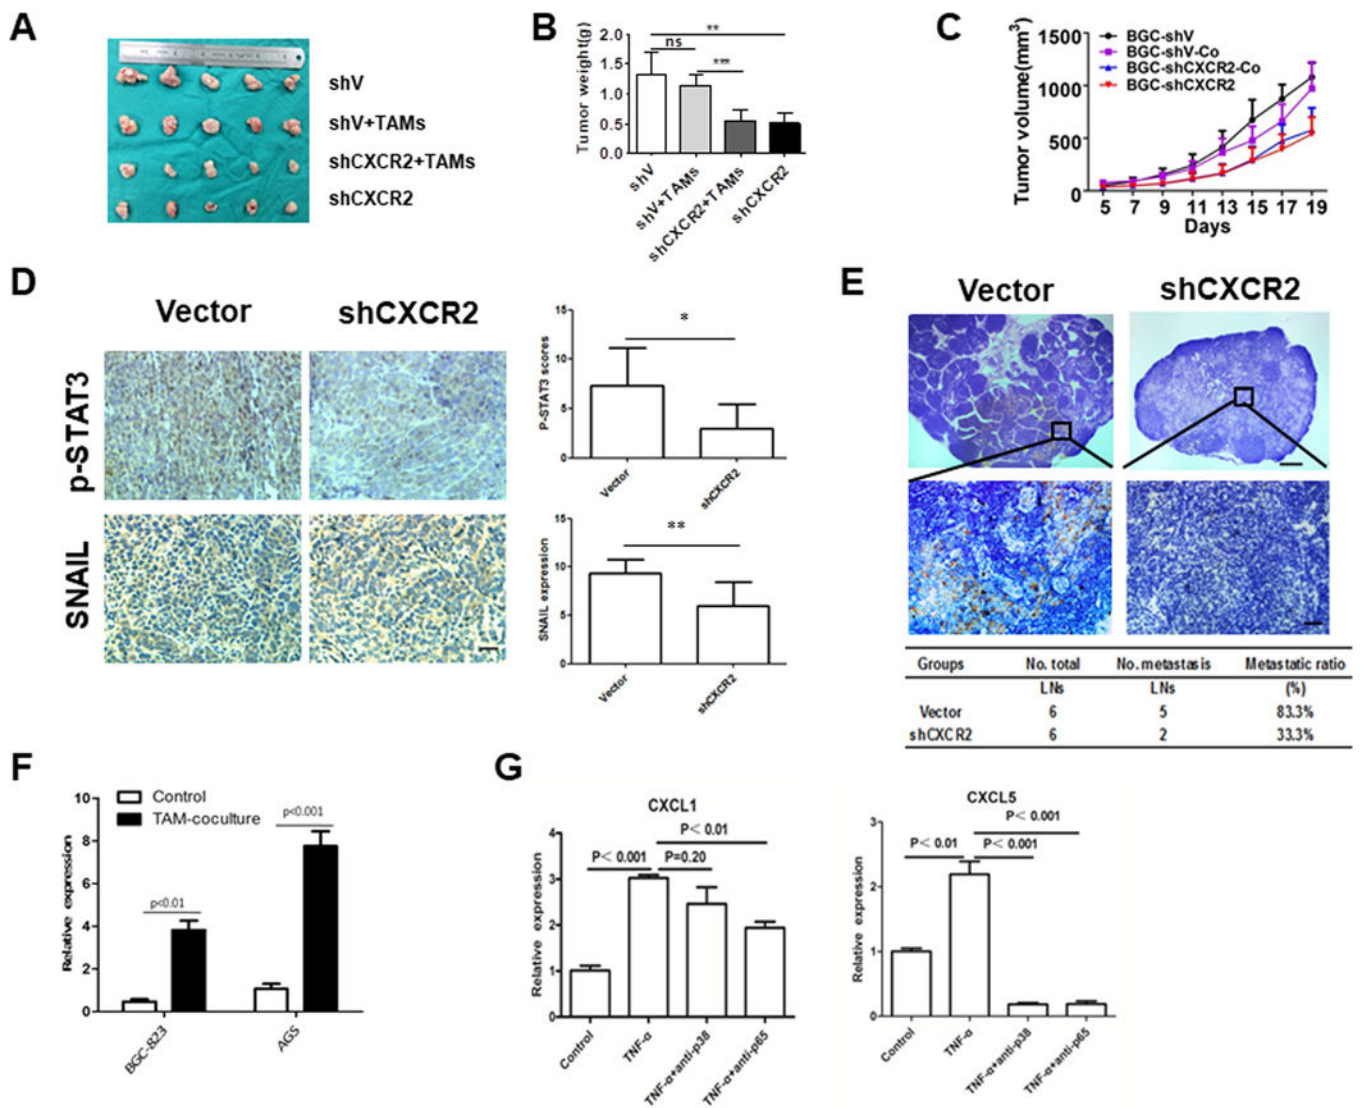 A
shV
shV+TAMs
shCXCR2+TAMs
shCXCR2
B
Tumor weight(g)
2.0
1.5
1.0
0.5
0.0
**
ns
***
shV
shV+TAMs
shCXCR2+TAMs
shCXCR2
C
Tumor volume(mm³)
1500
1000
500
0
BGC-shV
BGC-shV-Co
BGC-shCXCR2-Co
BGC-shCXCR2
5 7 9 11 13 15 17 19
Days
D
Vector shCXCR2
p-STAT3
SNAIL
P-STAT3 scores
15
10
5
0
*
Vector
shCXCR2
SNAIL expression
15
10
5
0
**
Vector
shCXCR2
E
Vector shCXCR2
Groups No. total No. metastasis Metastatic ratio
LNs LNs (%)
Vector 6 5 83.3%
shCXCR2 6 2 33.3%
F
Relative expression
10
8
6
4
2
0
Control
TAM-coculture
p<0.01
p<0.001
BGC-823
AGS
G
CXCL1
Relative expression
4
3
2
1
0
P< 0.01
P< 0.001 P=0.20
Control
TNF-α
TNF-α+anti-p38
TNF-α+anti-p65
CXCL5
Relative expression
3
2
1
0
P< 0.001
P< 0.01 P< 0.001
Control
TNF-α
TNF-α+anti-p38
TNF-α+anti-p65